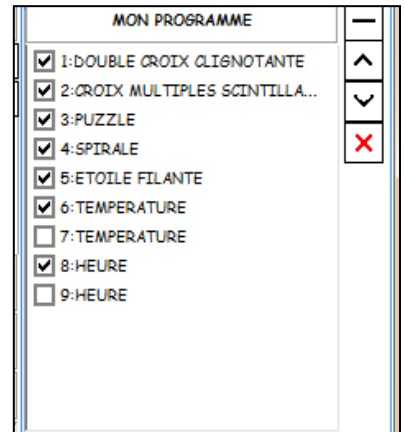 MON PROGRAMME
1:DOUBLE CROIX CLIGNOTANTE
2:CROIX MULTIPLES SCINTILLA...
3:PUZZLE
4:SPIRALE
5:ETOILE FILANTE
6:TEMPERATURE
7:TEMPERATURE
8:HEURE
9:HEURE